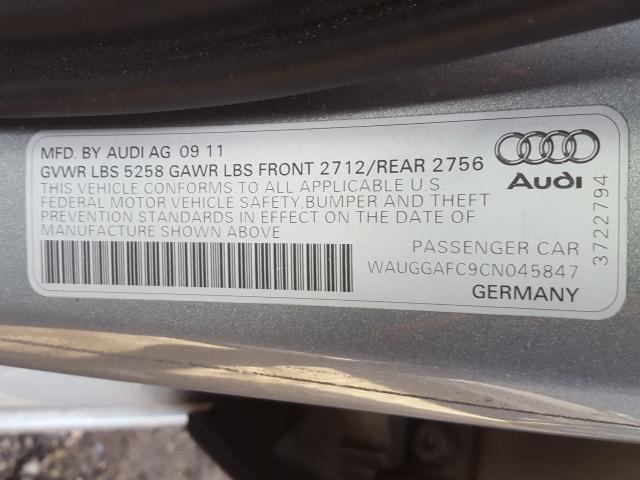 MFD. BY AUDI AG 09 11
GVWR LBS 5258 GAWR LBS FRONT 2712/REAR 2756
THIS VEHICLE CONFORMS TO ALL APPLICABLE U.S.
FEDERAL MOTOR VEHICLE SAFETY,BUMPER AND THEFT
PREVENTION STANDARDS IN EFFECT ON THE DATE OF
MANUFACTURE SHOWN ABOVE
Audi
PASSENGER CAR
WAUGGAFC9CN045847
GERMANY
3722794